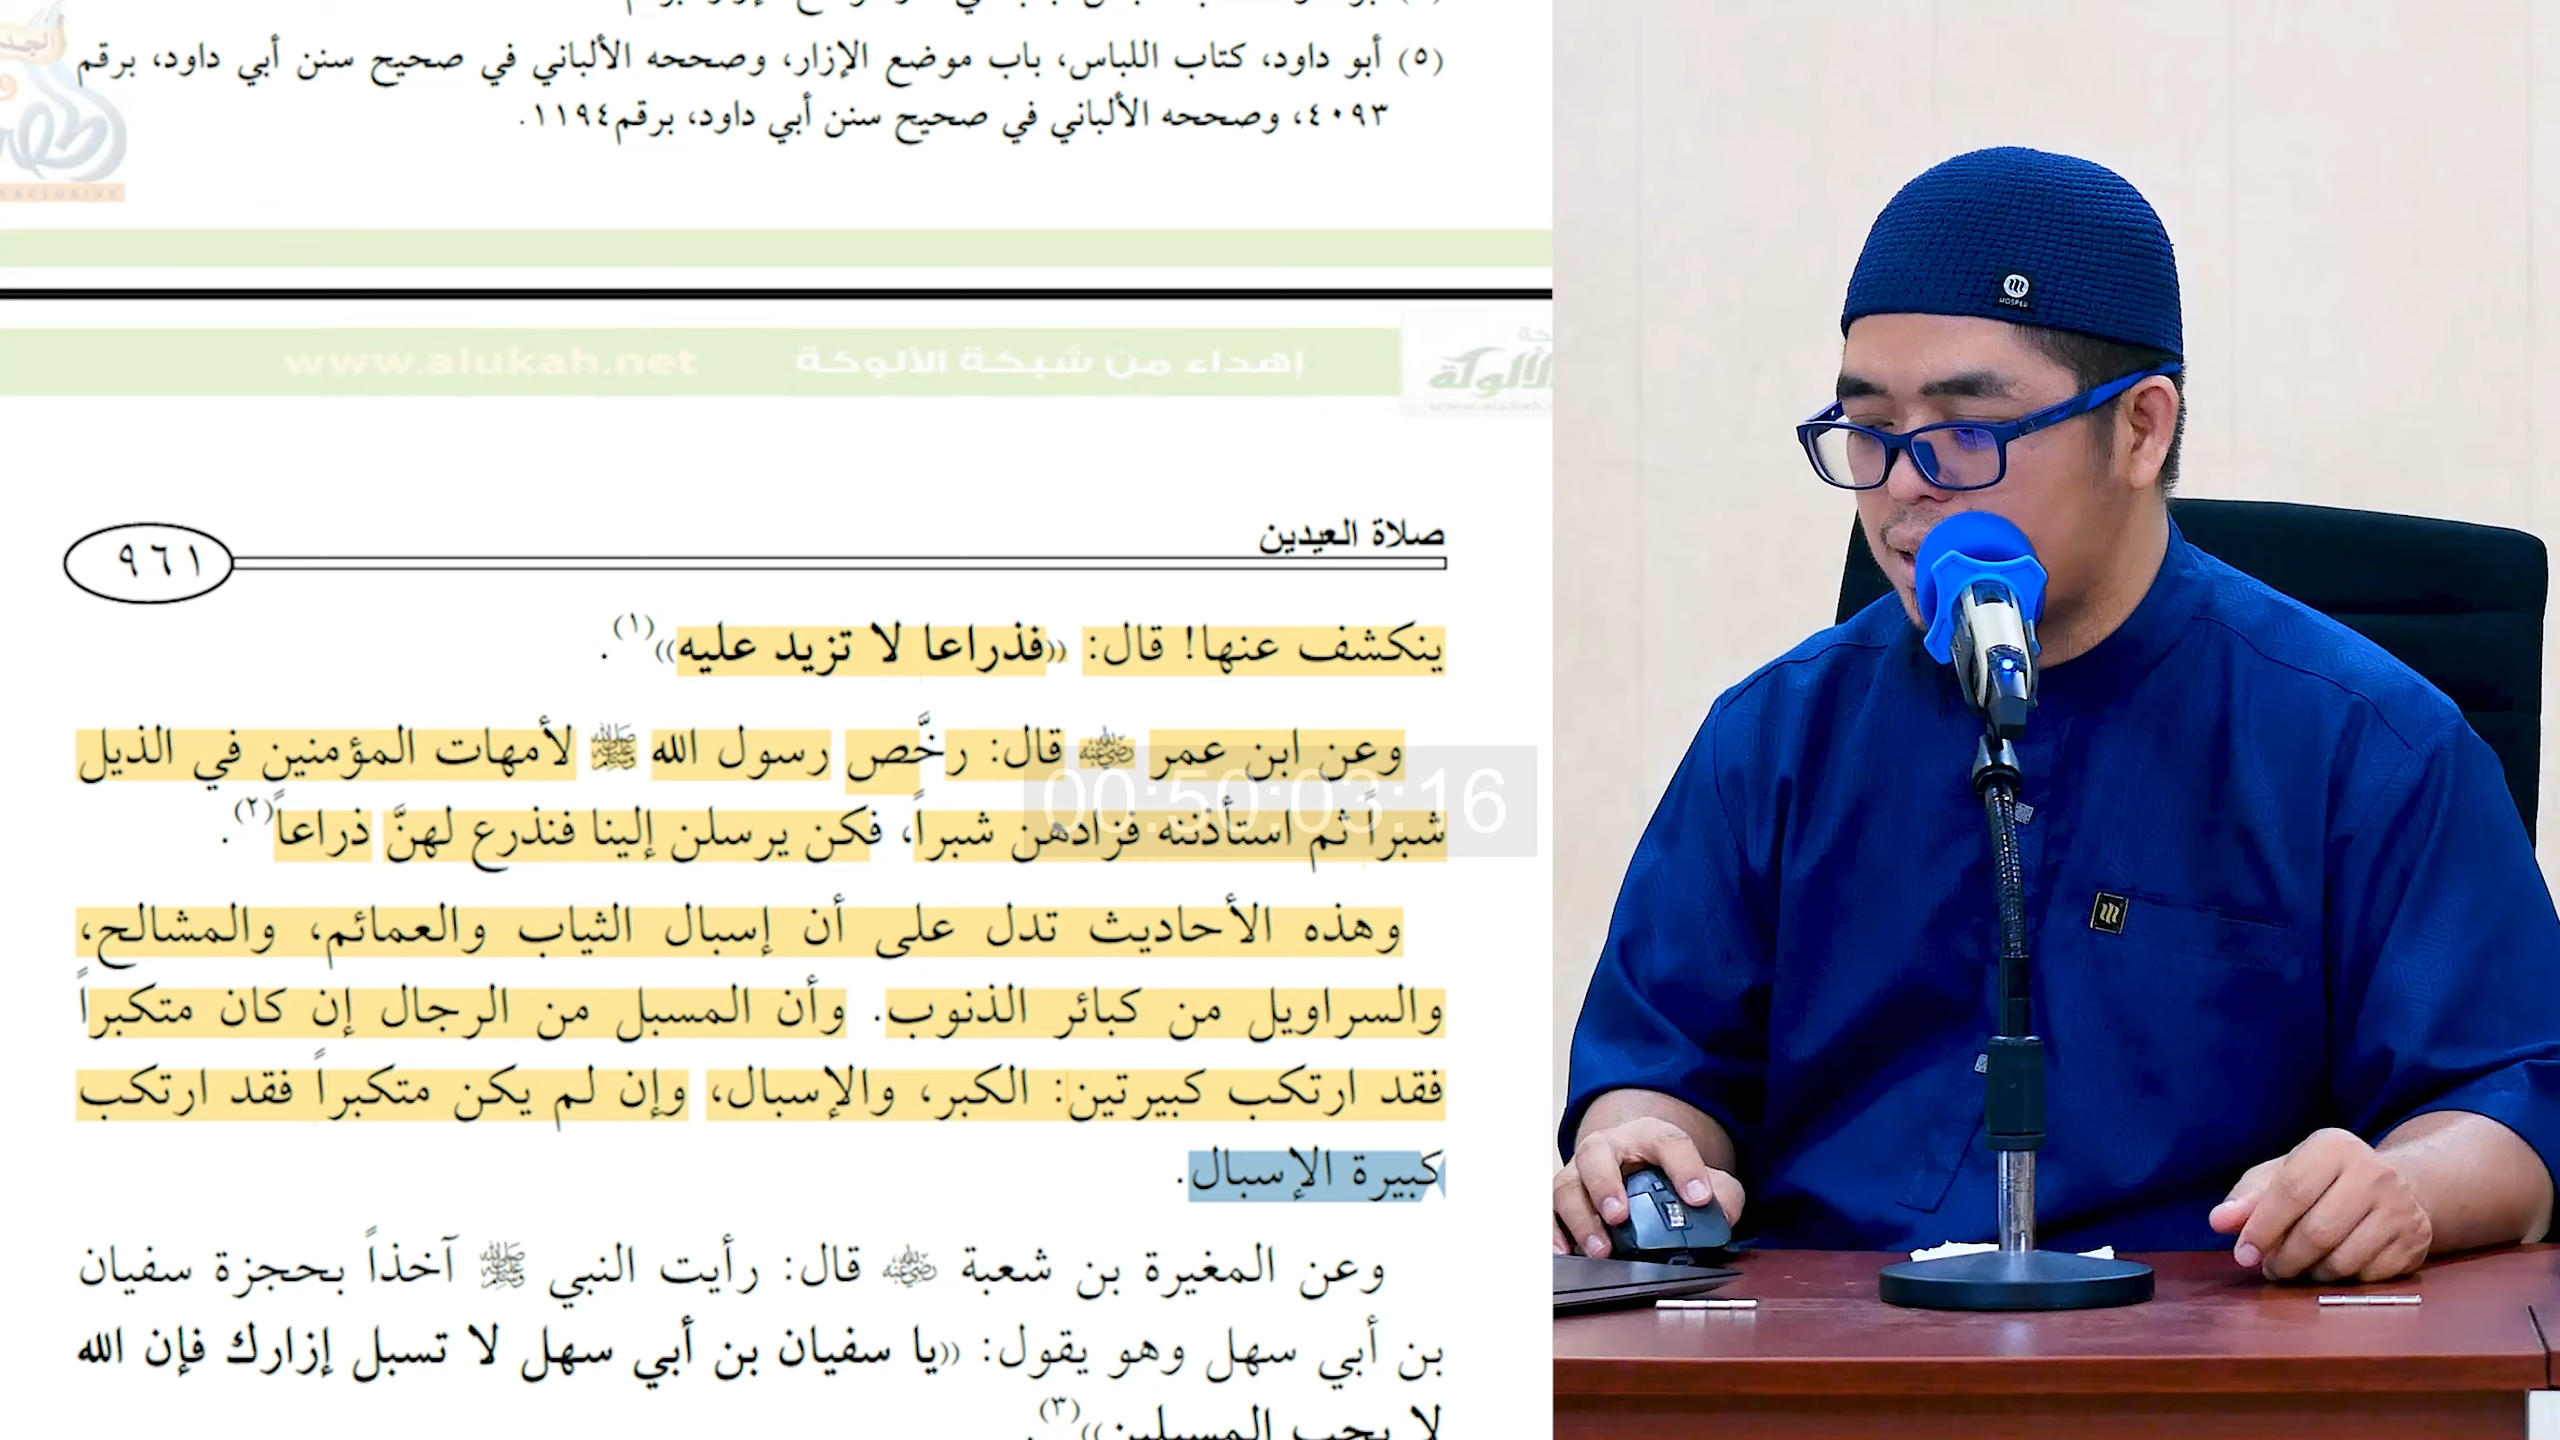 (٥) أبو داود، كتاب اللباس، باب موضع الإزار، وصححه الألباني في صحيح سنن أبي داود، برقم
٤٠٩٣، وصححه الألباني في صحيح سنن أبي داود، برقم١١٩٤.
EXCLUSIVE
www.alukah.net إهداء من شبكة الألوكة
الألوكة
صلاة العيدين
٩٦١
ينكشف عنها! قال: ((فذراعا لا تزيد عليه))(١).
وعن ابن عمر رضي الله عنه قال: رخَّص رسول الله ﷺ لأمهات المؤمنين في الذيل
شبراً ثم استأذنه فزادهن شبراً، فكن يرسلن إلينا فنذرع لهنَّ ذراعاً(٢).
00:50:03:16
وهذه الأحاديث تدل على أن إسبال الثياب والعمائم، والمشالح،
والسراويل من كبائر الذنوب. وأن المسبل من الرجال إن كان متكبراً
فقد ارتكب كبيرتين: الكبر، والإسبال، وإن لم يكن متكبراً فقد ارتكب
كبيرة الإسبال.
وعن المغيرة بن شعبة رضي الله عنه قال: رأيت النبي ﷺ آخذاً بحجزة سفيان
بن أبي سهل وهو يقول: ((يا سفيان بن أبي سهل لا تسبل إزارك فإن الله
لا يحب المسبلين))(٣).